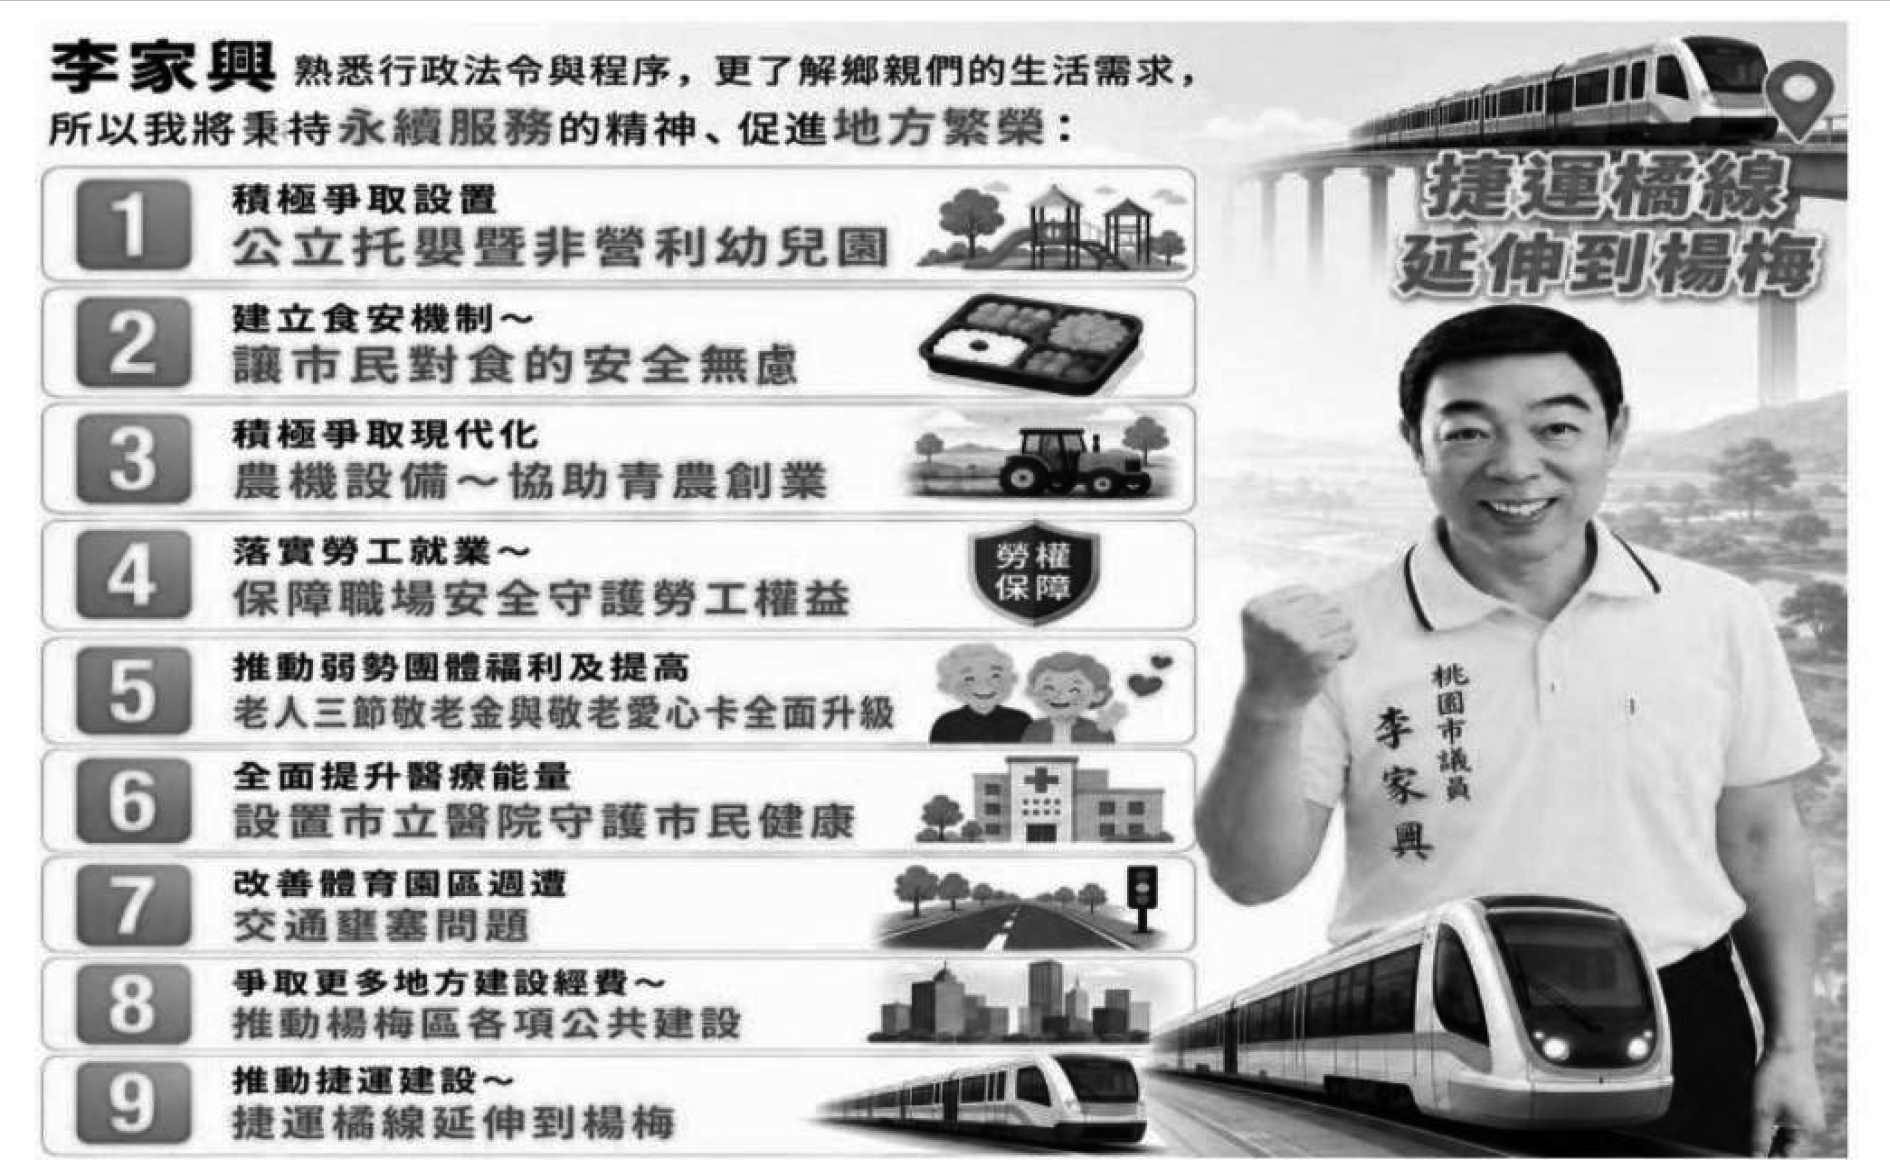 李家興 熟悉行政法令與程序，更了解鄉親們的生活需求，
所以我將秉持永續服務的精神、促進地方繁榮：
1
積極爭取設置
公立托嬰暨非營利幼兒園
2
建立食安機制～
讓市民對食的安全無慮
3
積極爭取現代化
農機設備～協助青農創業
4
落實勞工就業～
保障職場安全守護勞工權益
勞權
保障
5
推動弱勢團體福利及提高
老人三節敬老金與敬老愛心卡全面升級
6
全面提升醫療能量
設置市立醫院守護市民健康
7
改善體育園區週遭
交通壅塞問題
8
爭取更多地方建設經費～
推動楊梅區各項公共建設
9
推動捷運建設～
捷運橘線延伸到楊梅
捷運橘線
延伸到楊梅
桃園市議員
李家興